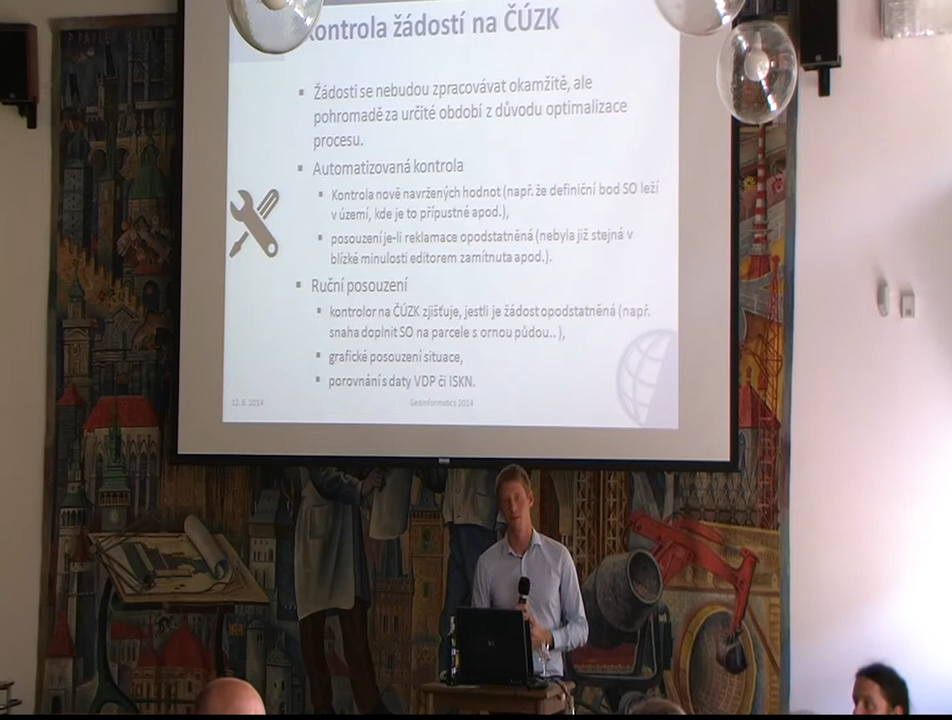 kontrola žádostí na ČÚZK
Žádosti se nebudou zpracovávat okamžitě, ale
pohromadě za určité období z důvodu optimalizace
procesu.
Automatizovaná kontrola
Kontrola nově navržených hodnot (např. že definiční bod SO leží
v území, kde je to přípustné apod.),
posouzení je-li reklamace opodstatněná (nebyla již stejná v
blízké minulosti editorem zamítnuta apod.).
Ruční posouzení
kontrolor na ČÚZK zjišťuje, jestli je žádost opodstatněná (např.
snaha doplnit SO na parcele s ornou půdou..),
grafické posouzení situace,
porovnání s daty VDP či ISKN.
12. 6. 2014
GeoInformatics 2014